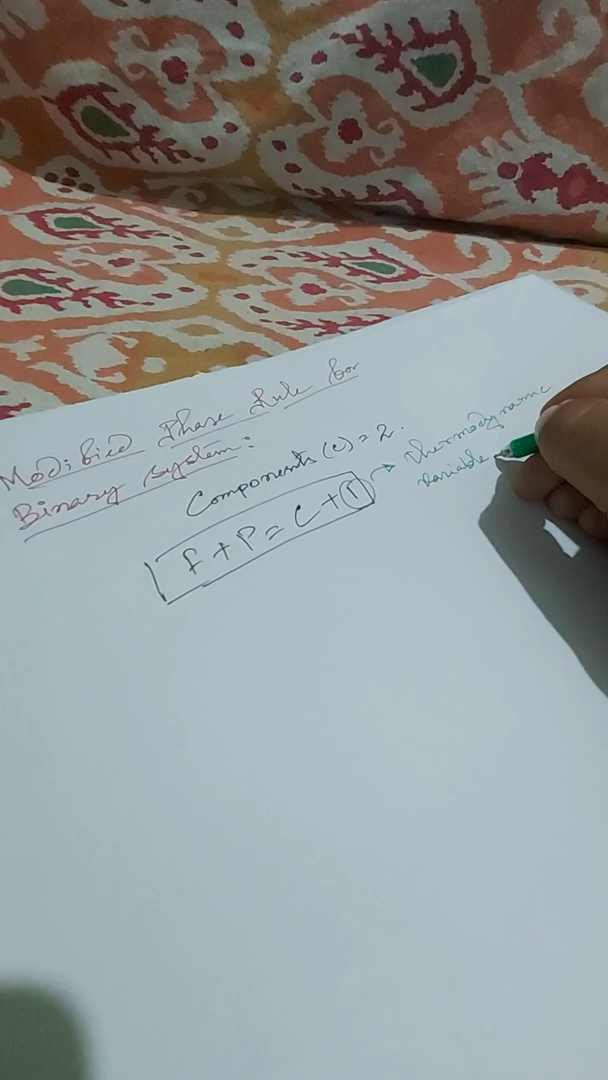 Modified Phase Rule for
Binary system:
Components (c) = 2.
F + P = C + 1 → thermodynamic
variable